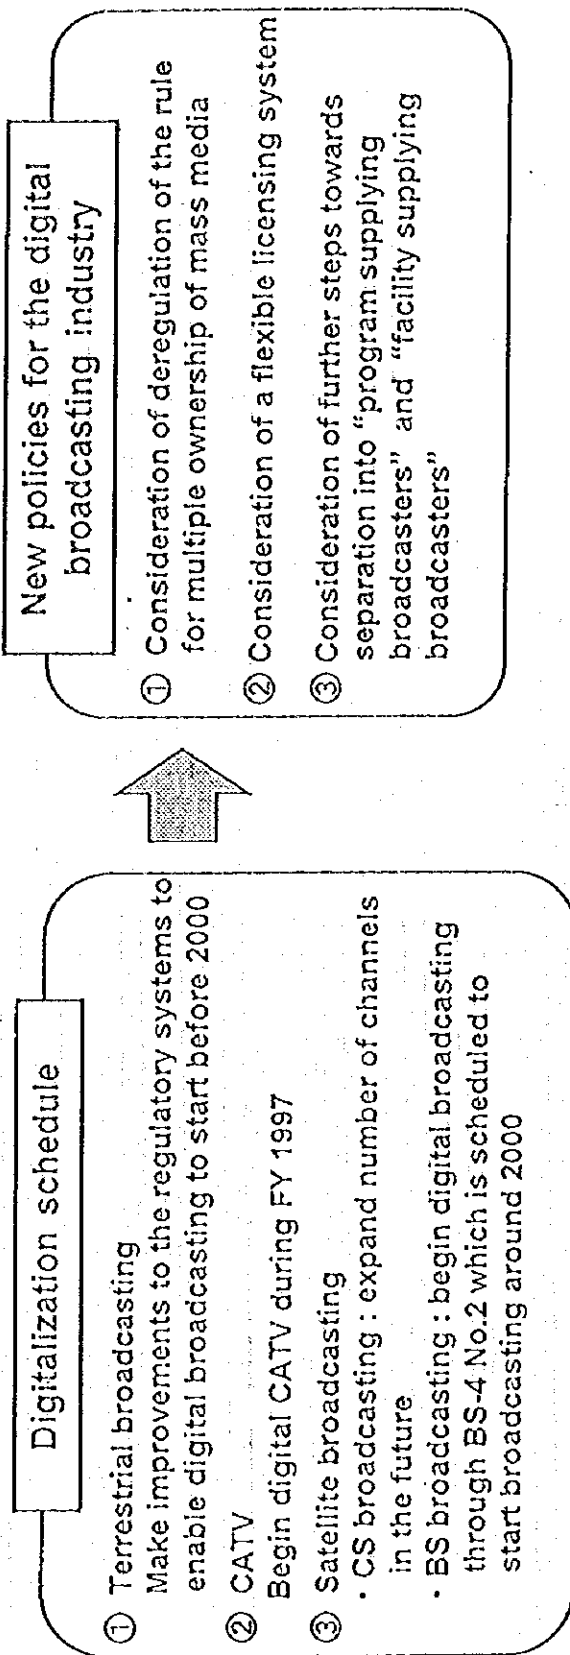 Digitalization schedule
① Terrestrial broadcasting
Make improvements to the regulatory systems to
enable digital broadcasting to start before 2000
② CATV
Begin digital CATV during FY 1997
③ Satellite broadcasting
・CS broadcasting : expand number of channels
in the future
・BS broadcasting : begin digital broadcasting
through BS-4 No.2 which is scheduled to
start broadcasting around 2000
New policies for the digital
broadcasting industry
① Consideration of deregulation of the rule
for multiple ownership of mass media
② Consideration of a flexible licensing system
③ Consideration of further steps towards
separation into "program supplying
broadcasters" and "facility supplying
broadcasters"